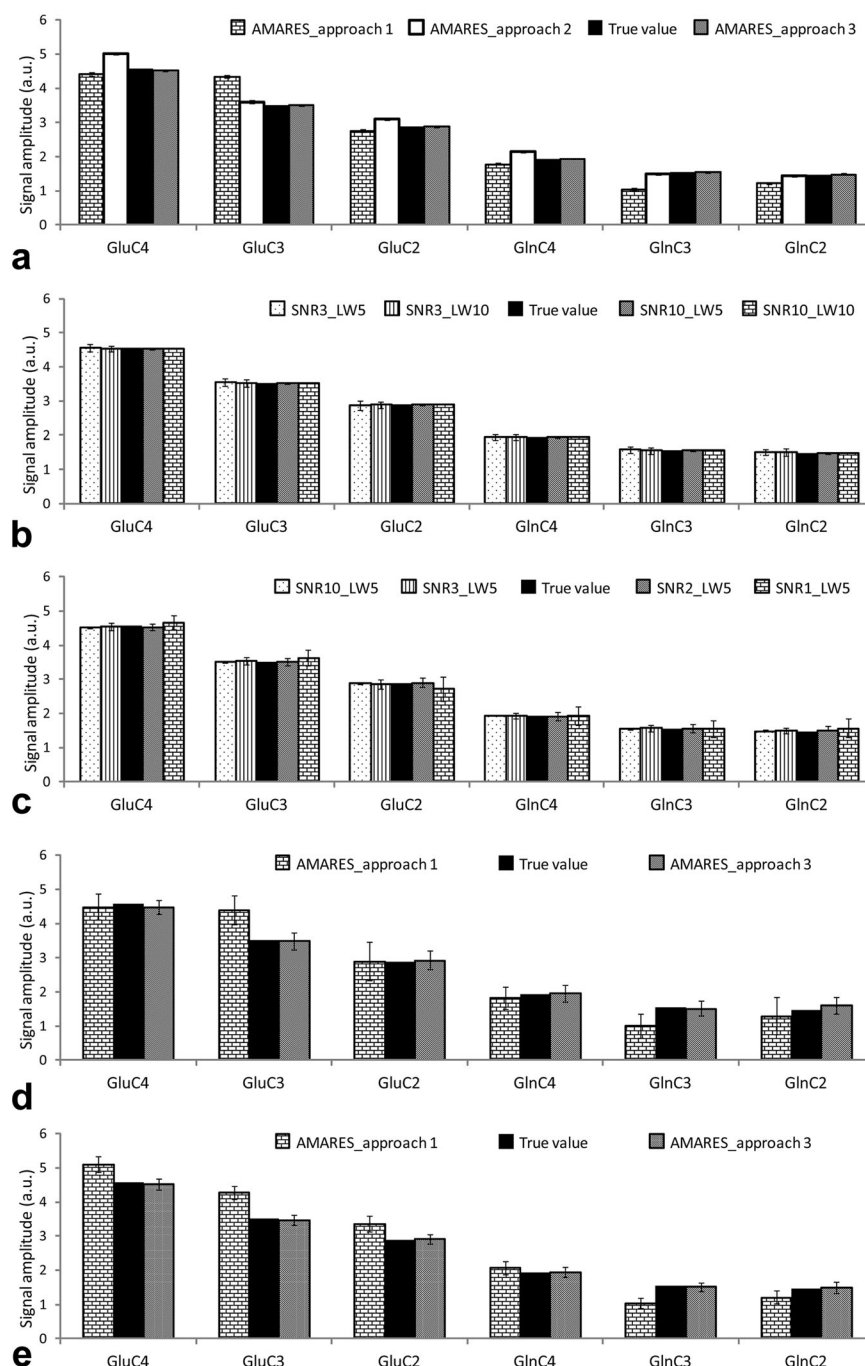 AMARES_approach 1 AMARES_approach 2 True value AMARES_approach 3
Signal amplitude (a.u.)
6
5
4
3
2
1
0
GluC4 GluC3 GluC2 GlnC4 GlnC3 GlnC2
a
SNR3_LW5 SNR3_LW10 True value SNR10_LW5 SNR10_LW10
Signal amplitude (a.u.)
6
5
4
3
2
1
0
GluC4 GluC3 GluC2 GlnC4 GlnC3 GlnC2
b
SNR10_LW5 SNR3_LW5 True value SNR2_LW5 SNR1_LW5
Signal amplitude (a.u.)
6
5
4
3
2
1
0
GluC4 GluC3 GluC2 GlnC4 GlnC3 GlnC2
c
AMARES_approach 1 True value AMARES_approach 3
Signal amplitude (a.u.)
6
5
4
3
2
1
0
GluC4 GluC3 GluC2 GlnC4 GlnC3 GlnC2
d
AMARES_approach 1 True value AMARES_approach 3
Signal amplitude (a.u.)
6
5
4
3
2
1
0
GluC4 GluC3 GluC2 GlnC4 GlnC3 GlnC2
e